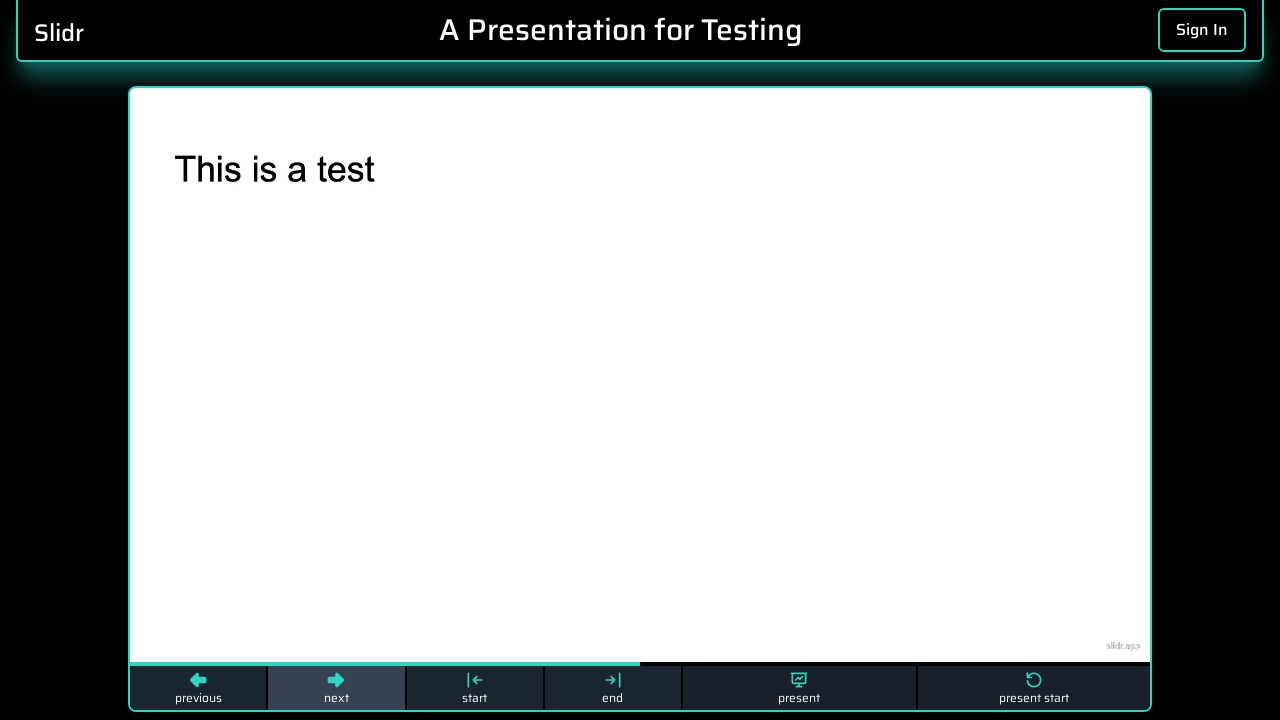 Slidr
A Presentation for Testing
Sign In
This is a test
slidr.app
previous
next
start
end
present
present start